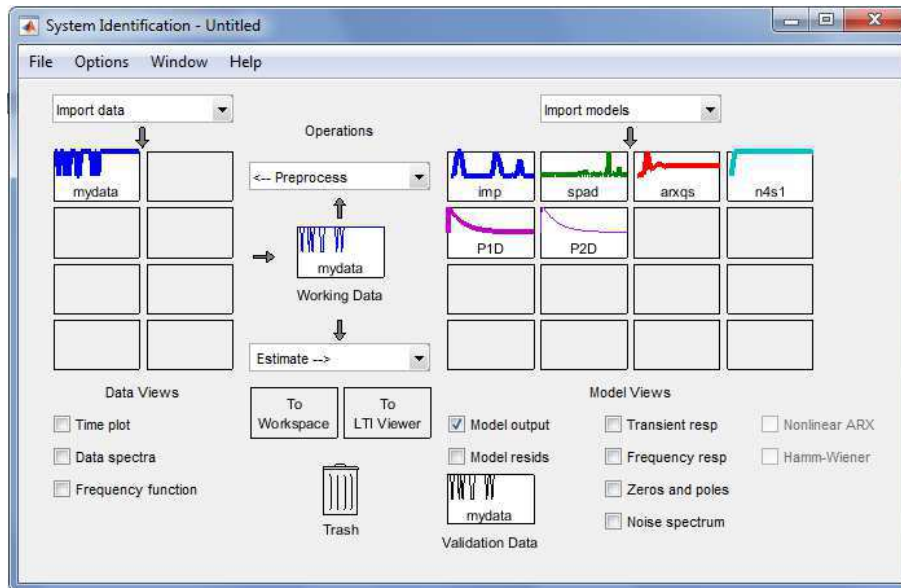 System Identification - Untitled
File Options Window Help
Import data
Import models
Operations
mydata
<-- Preprocess
imp
spad
arxqs
n4s1
mydata
P1D
P2D
Working Data
Estimate -->
Data Views
Model Views
To Workspace
To LTI Viewer
Time plot
Data spectra
Frequency function
Trash
Model output
Model resids
mydata
Validation Data
Transient resp
Frequency resp
Zeros and poles
Noise spectrum
Nonlinear ARX
Hamm-Wiener